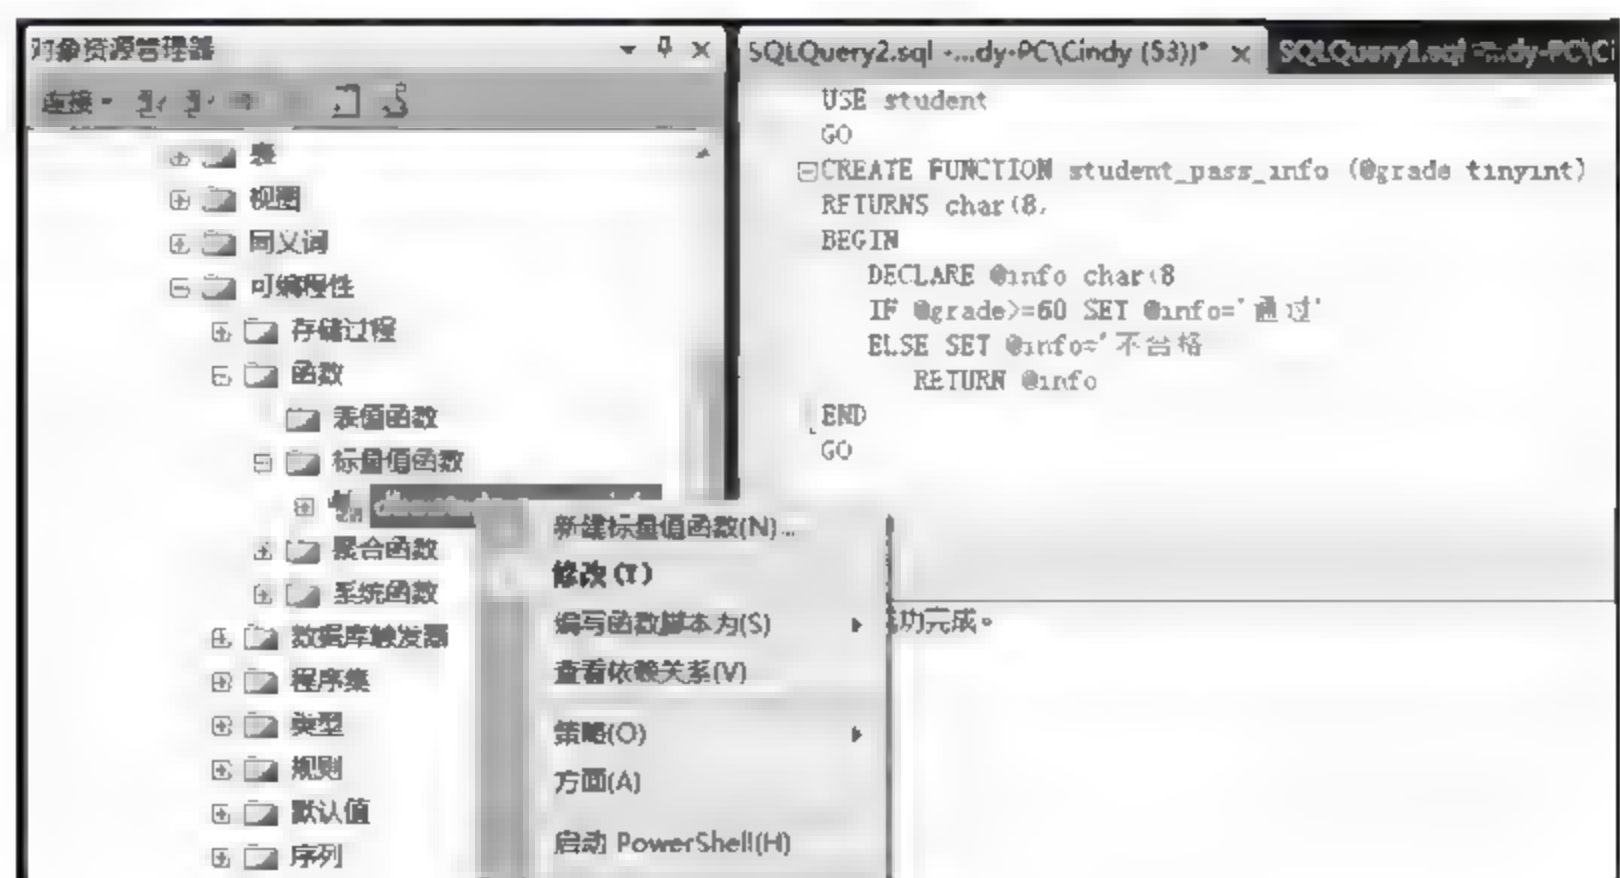 对象资源管理器
连接
表
视图
同义词
可编程性
存储过程
函数
表值函数
标量值函数
聚合函数
系统函数
数据库触发器
程序集
类型
规则
默认值
序列
新建标量值函数(N)...
修改(Y)
编写函数脚本为(S)
查看依赖关系(V)
策略(O)
方面(A)
启动 PowerShell(H)
SQLQuery2.sql -...dy-PC\Cindy (53))*
SQLQuery1.sql -...dy-PC\Ci
USE student
GO
CREATE FUNCTION student_pass_info (@grade tinyint)
RETURNS char(8)
BEGIN
DECLARE @info char(8
IF @grade>=60 SET @info='通过'
ELSE SET @info='不合格
RETURN @info
END
GO
功完成。